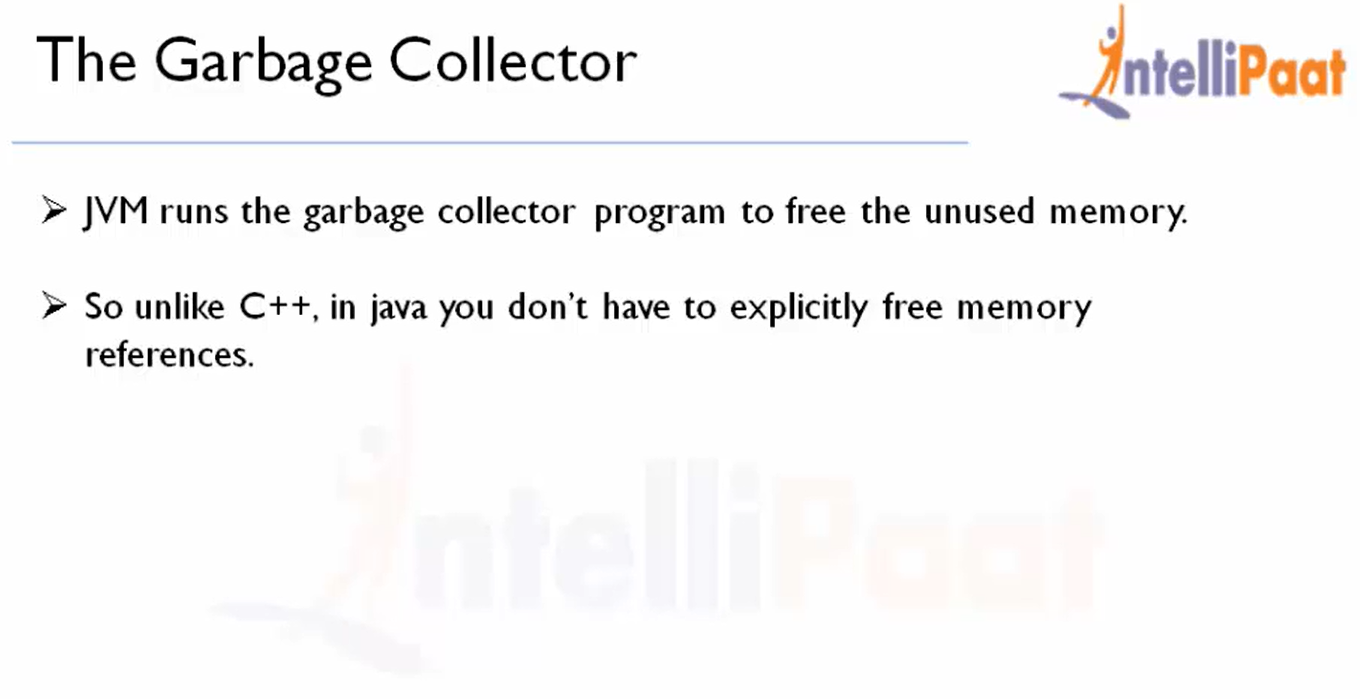 The Garbage Collector
IntelliPaat
➢ JVM runs the garbage collector program to free the unused memory.
➢ So unlike C++, in java you don't have to explicitly free memory
references.
IntelliPaat